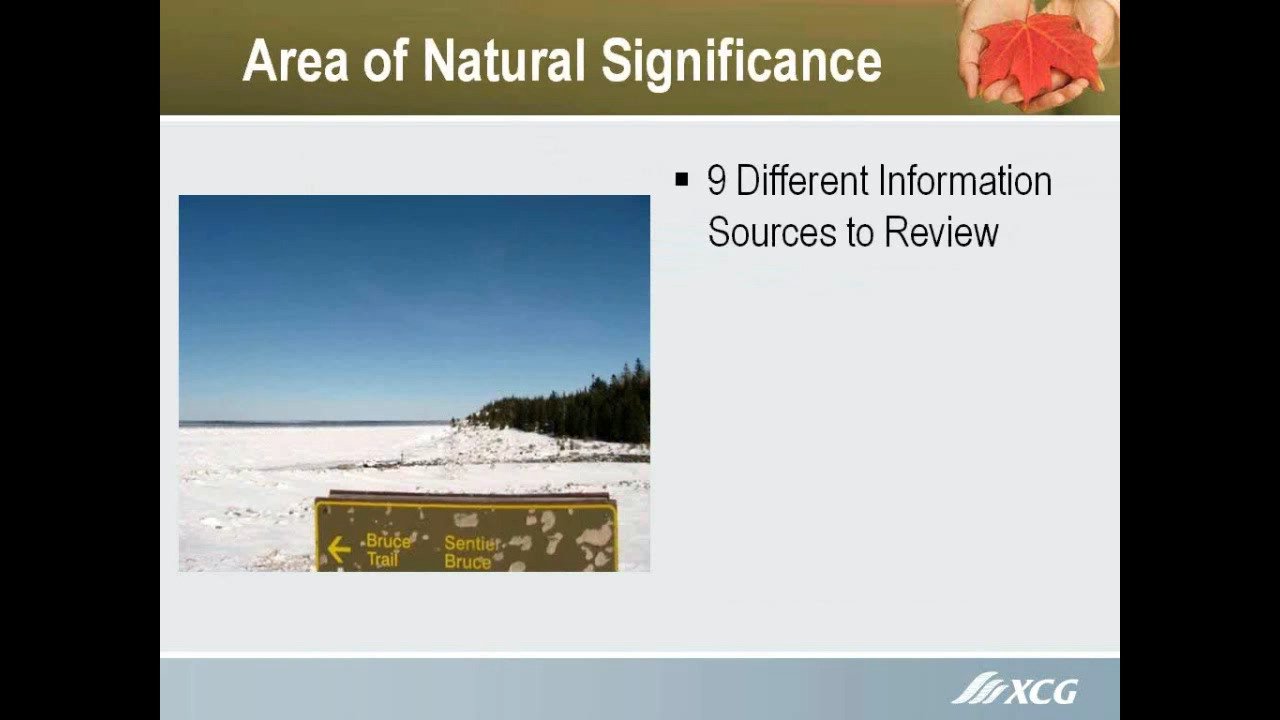 Area of Natural Significance
▪ 9 Different Information
Sources to Review
Bruce
Trail
Sentier
Bruce
XCG